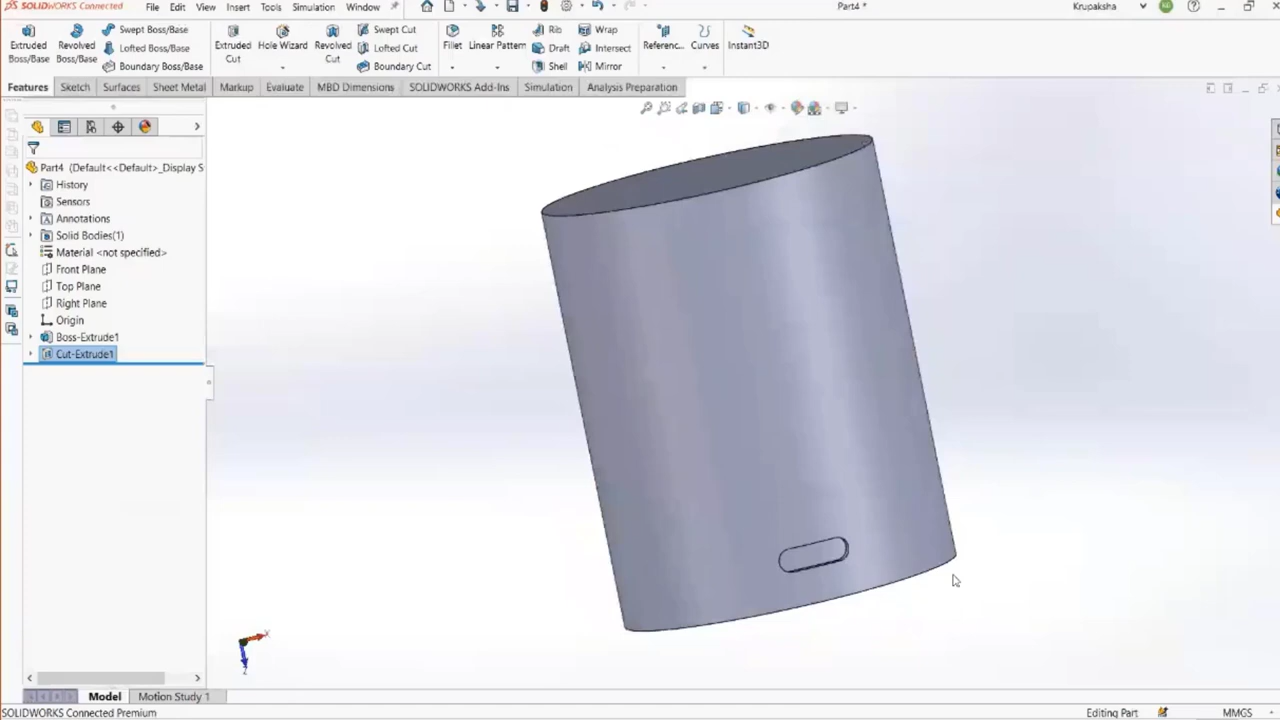 SOLIDWORKS Connected
File Edit View Insert Tools Simulation Window
Part4 *
Krupaksha
KD
Extruded Boss/Base
Revolved Boss/Base
Swept Boss/Base
Lofted Boss/Base
Boundary Boss/Base
Extruded Cut
Hole Wizard
Revolved Cut
Swept Cut
Lofted Cut
Boundary Cut
Fillet
Linear Pattern
Rib
Draft
Shell
Wrap
Intersect
Mirror
Referenc...
Curves
Instant3D
Features Sketch Surfaces Sheet Metal Markup Evaluate MBD Dimensions SOLIDWORKS Add-Ins Simulation Analysis Preparation
Part4 (Default<<Default>_Display S
History
Sensors
Annotations
Solid Bodies(1)
Material <not specified>
Front Plane
Top Plane
Right Plane
Origin
Boss-Extrude1
Cut-Extrude1
X
Z
Model Motion Study 1
SOLIDWORKS Connected Premium
Editing Part
MMGS